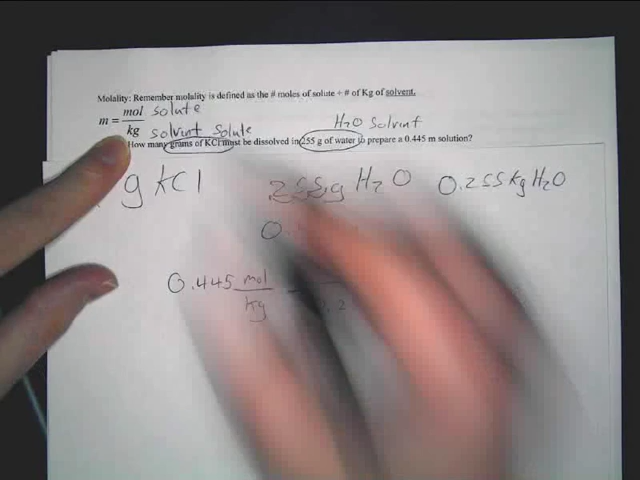 Molality: Remember molality is defined as the # moles of solute ÷ # of Kg of solvent.
m = mol/kg solute
solvent solute H2O Solvent
How many grams of KCl must be dissolved in 255 g of water to prepare a 0.445 m solution?
g KCl 255g H2O 0.255 Kg H2O
0.
0.445 mol/kg